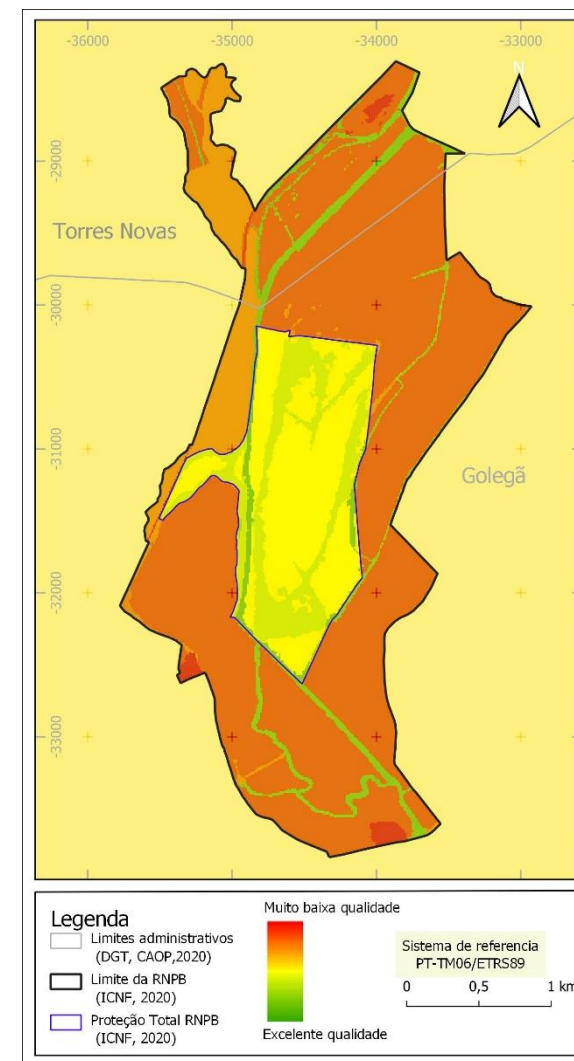 -36000 -35000 -34000 -33000
N
-29000
Torres Novas
-30000
-31000
Golegã
-32000
-33000
Legenda
Limites administrativos
(DGT, CAOP,2020)
Limite da RNPB
(ICNF, 2020)
Proteção Total RNPB
(ICNF, 2020)
Muito baixa qualidade
Excelente qualidade
Sistema de referencia
PT-TM06/ETRS89
0 0,5 1 km